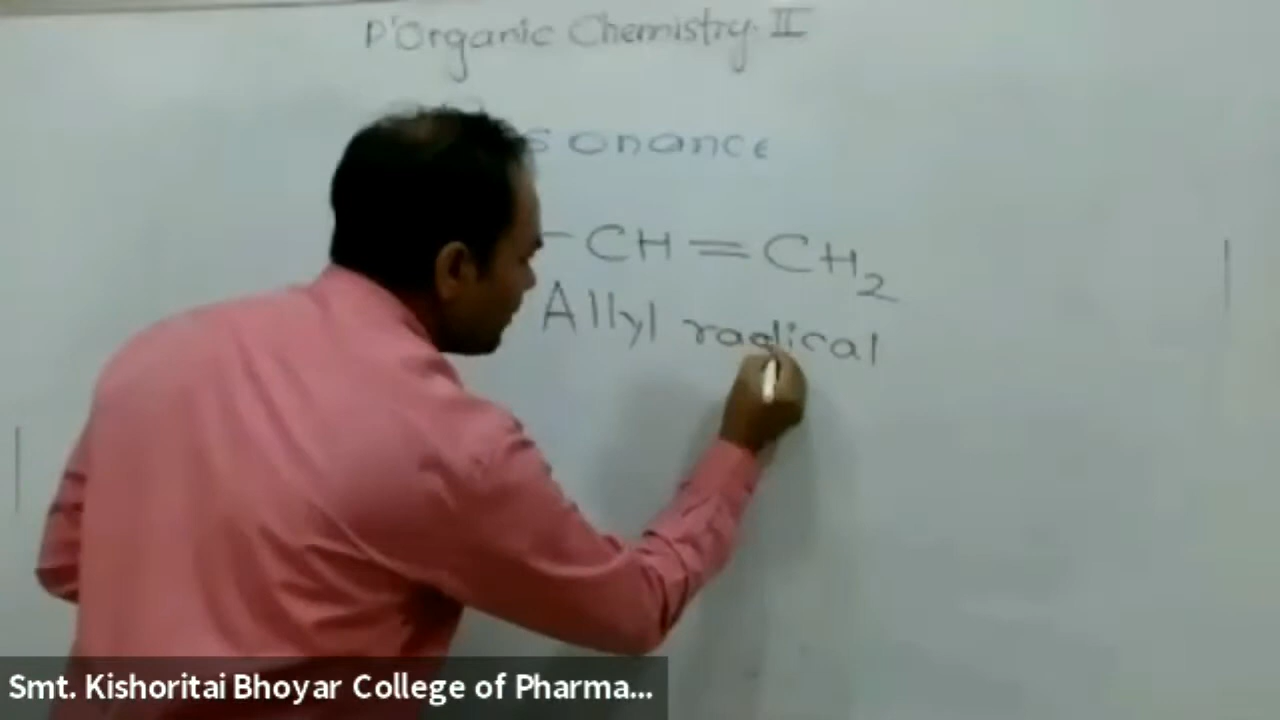 P'Organic Chemistry. II
sonance
– CH = CH2
Allyl radical
Smt. Kishoritai Bhoyar College of Pharma...